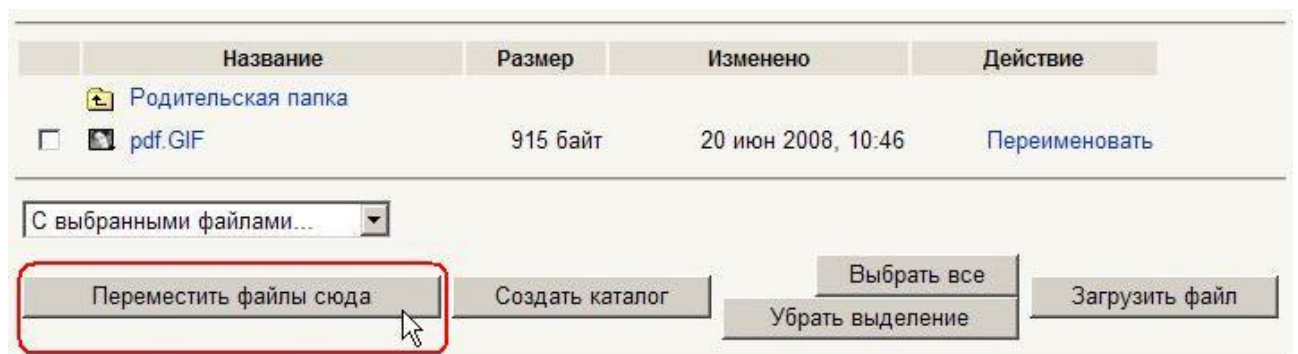 Название Размер Изменено Действие
Родительская папка
pdf.GIF 915 байт 20 июн 2008, 10:46 Переименовать
С выбранными файлами...
Переместить файлы сюда Создать каталог Выбрать все Убрать выделение Загрузить файл